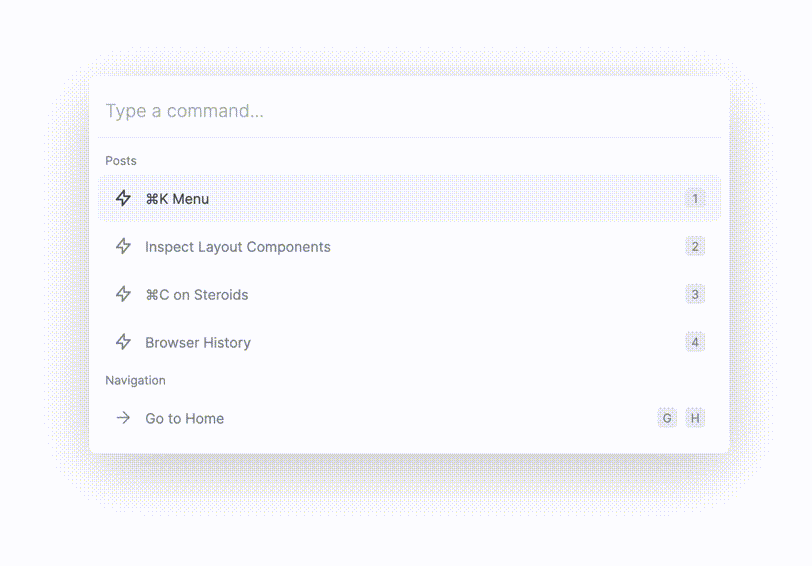 Type a command...
Posts
⌘K Menu 1
Inspect Layout Components 2
⌘C on Steroids 3
Browser History 4
Navigation
Go to Home G H